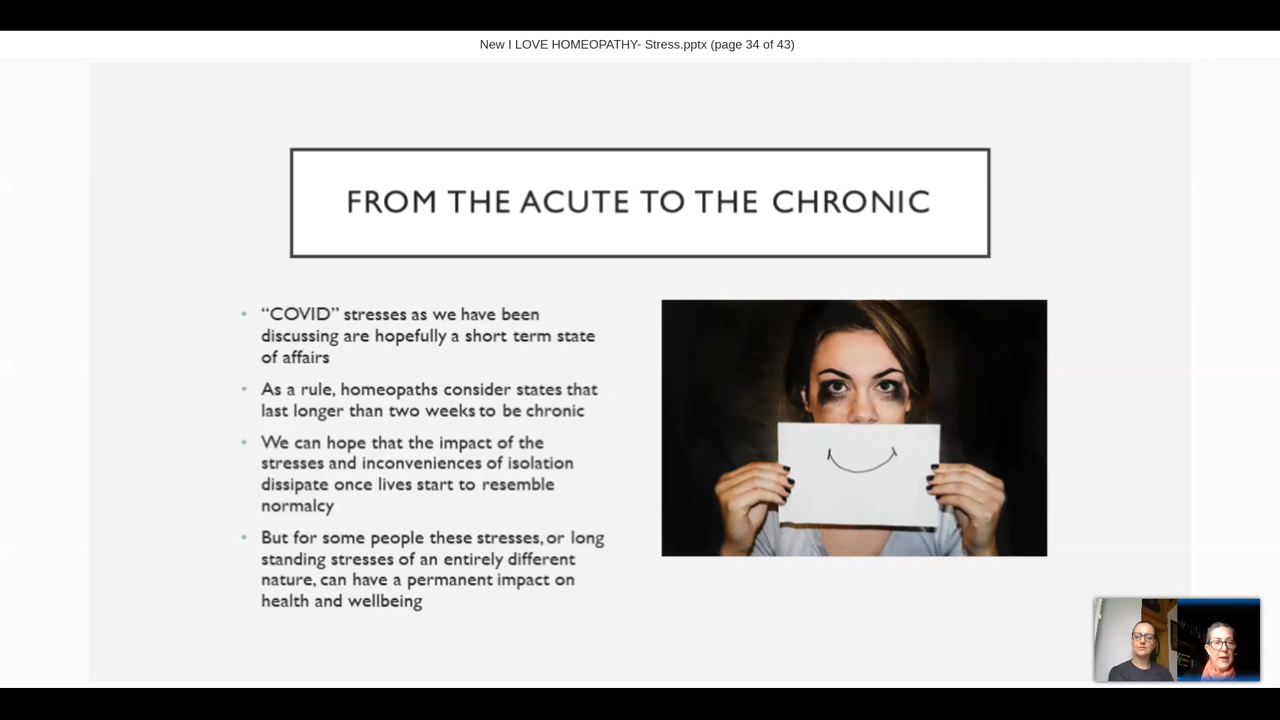 New I LOVE HOMEOPATHY- Stress.pptx (page 34 of 43)
FROM THE ACUTE TO THE CHRONIC
• “COVID” stresses as we have been
discussing are hopefully a short term state
of affairs
• As a rule, homeopaths consider states that
last longer than two weeks to be chronic
• We can hope that the impact of the
stresses and inconveniences of isolation
dissipate once lives start to resemble
normalcy
• But for some people these stresses, or long
standing stresses of an entirely different
nature, can have a permanent impact on
health and wellbeing